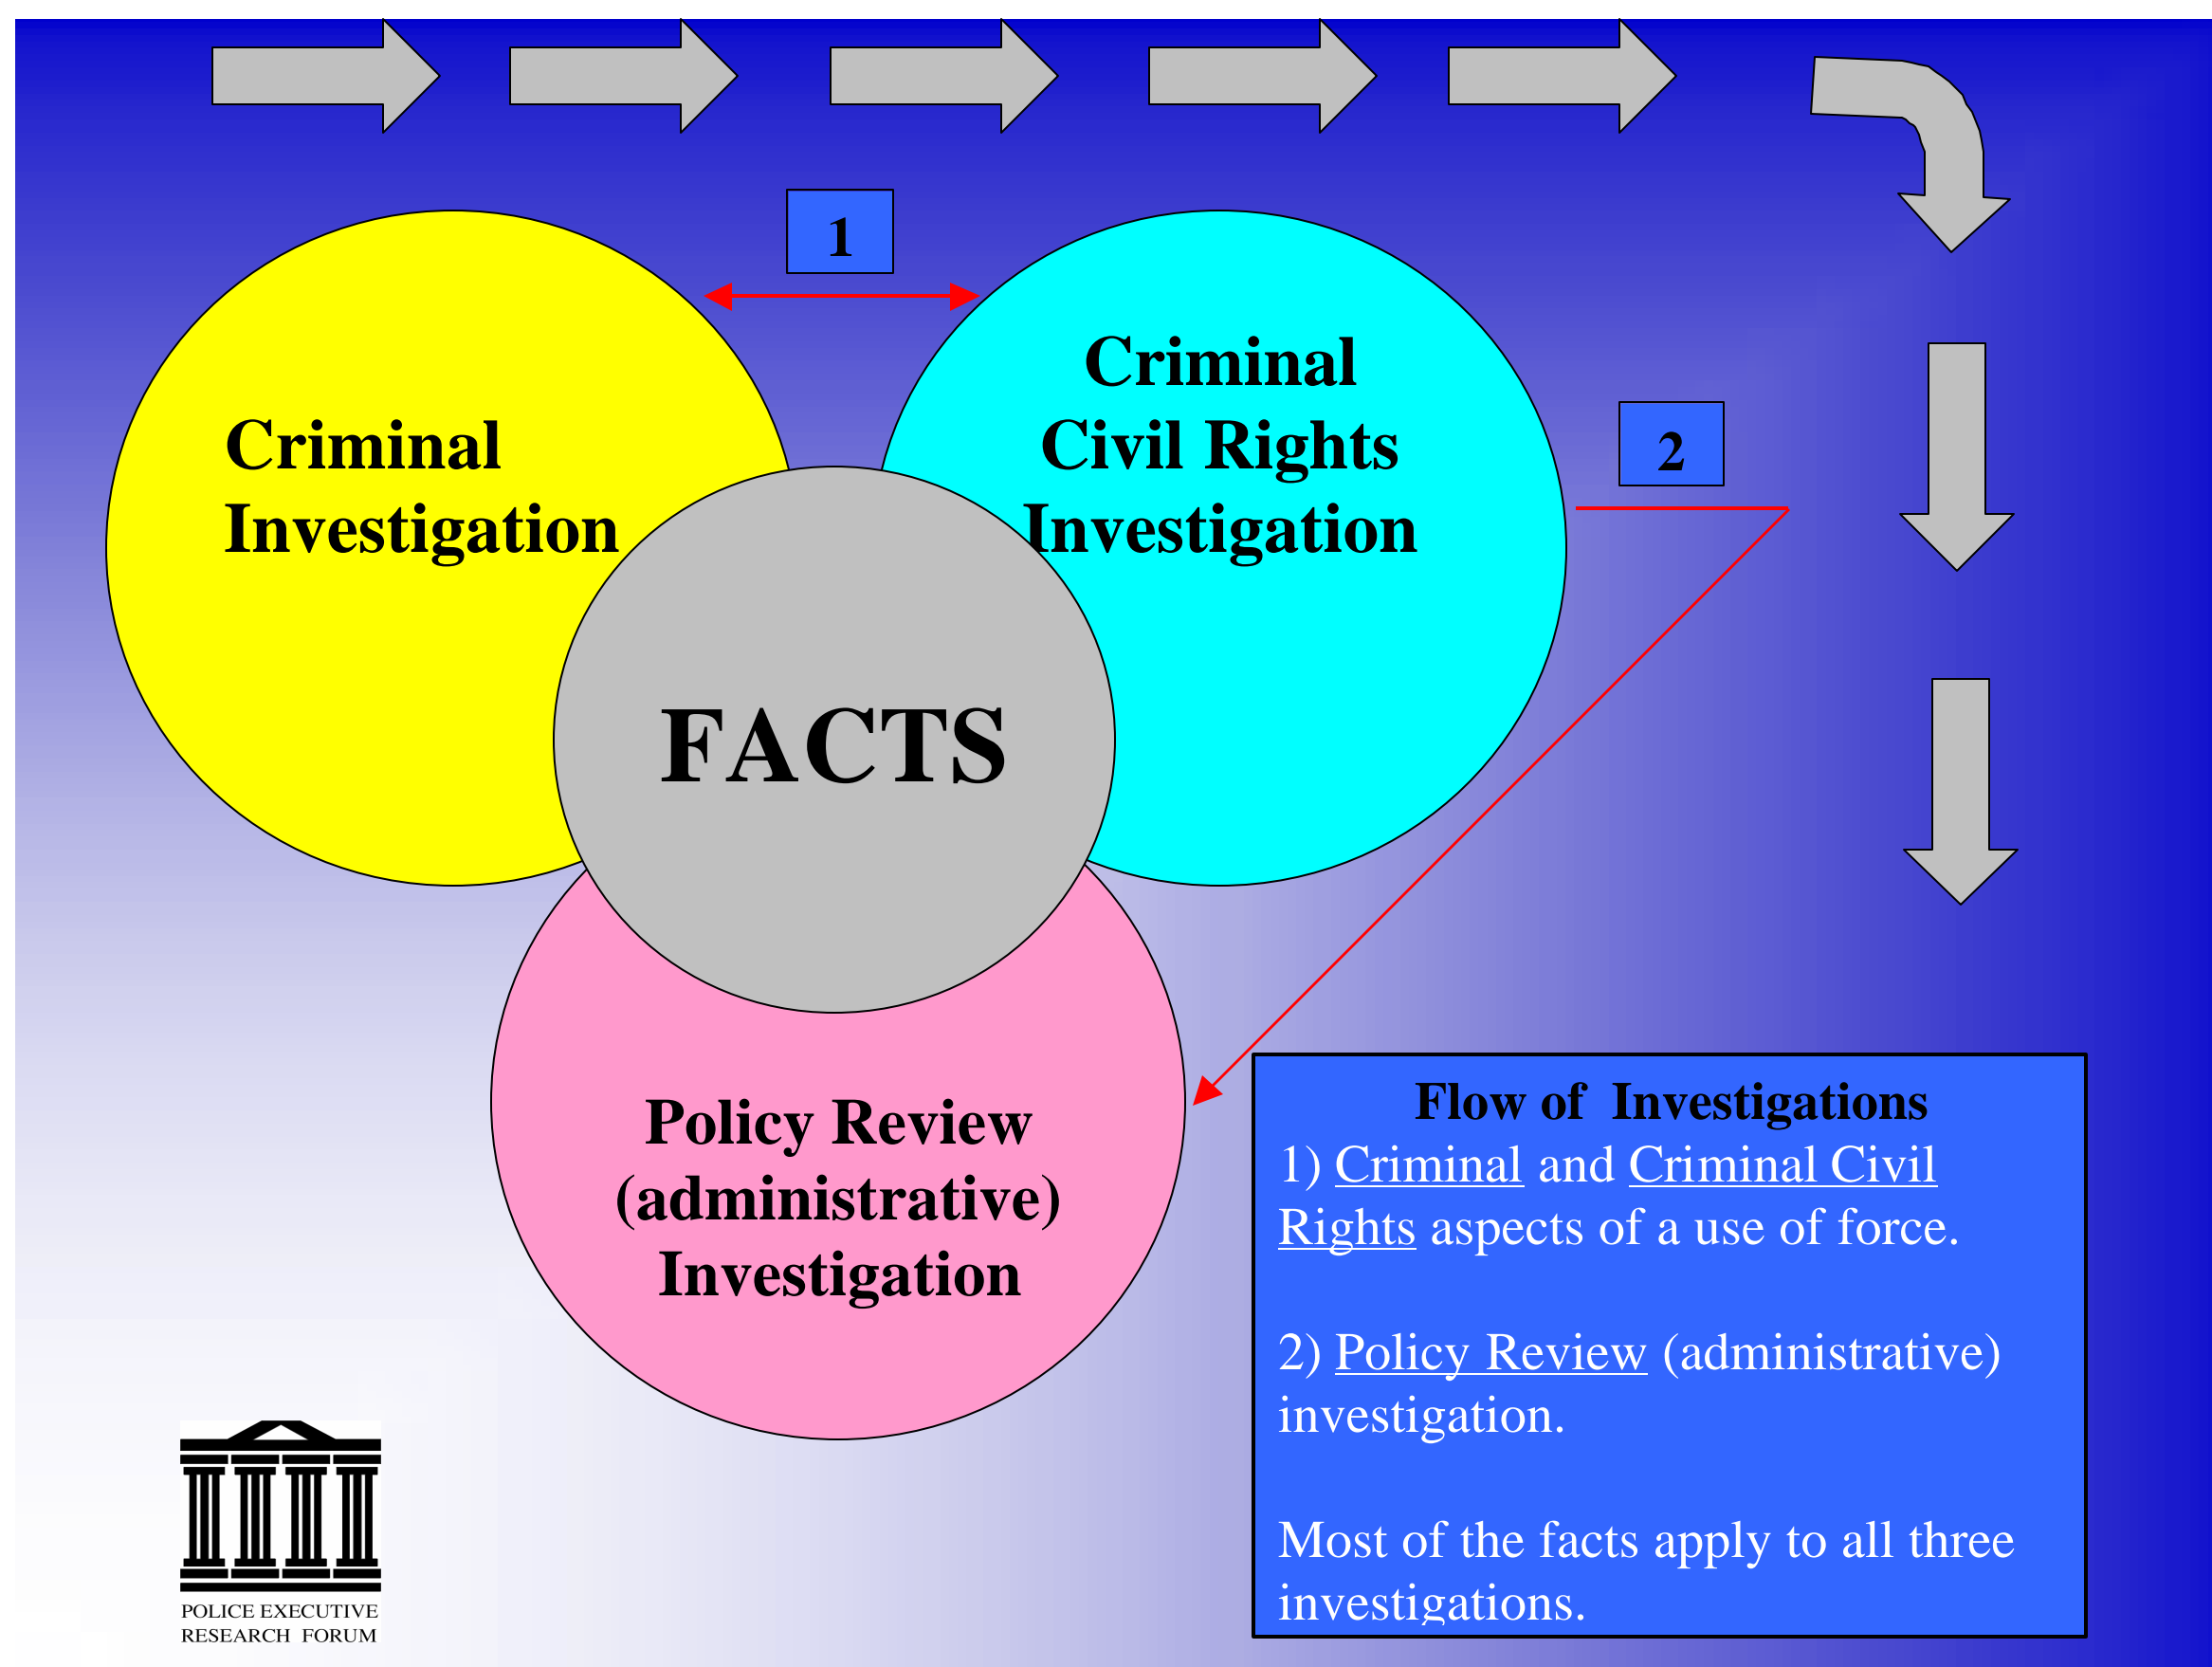 1
Criminal
Investigation
Criminal
Civil Rights
Investigation
2
FACTS
Policy Review
(administrative)
Investigation
Flow of Investigations
1) Criminal and Criminal Civil
Rights aspects of a use of force.
2) Policy Review (administrative)
investigation.
Most of the facts apply to all three
investigations.
POLICE EXECUTIVE
RESEARCH FORUM